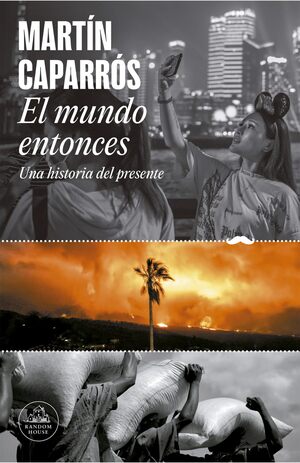 MARTÍN
CAPARRÓS
El mundo
entonces
Una historia del presente
RANDOM
HOUSE